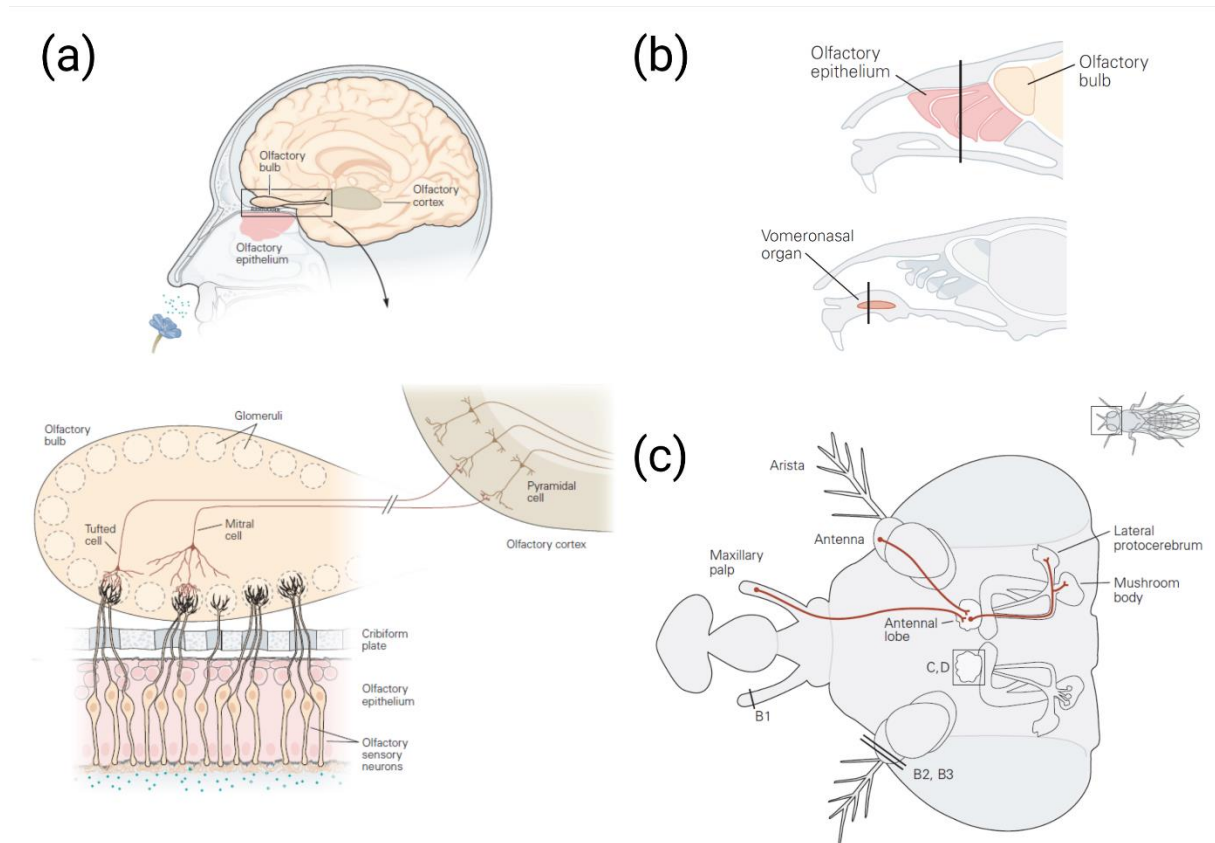 (a)
Olfactory
bulb
Olfactory
cortex
Olfactory
epithelium
Olfactory
bulb
Glomeruli
Tufted
cell
Mitral
cell
Pyramidal
cell
Olfactory cortex
Cribiform
plate
Olfactory
epithelium
Olfactory
sensory
neurons
(b)
Olfactory
epithelium
Olfactory
bulb
Vomeronasal
organ
(c)
Arista
Antenna
Maxillary
palp
Lateral
protocerebrum
Mushroom
body
Antennal
lobe
C, D
B1
B2, B3